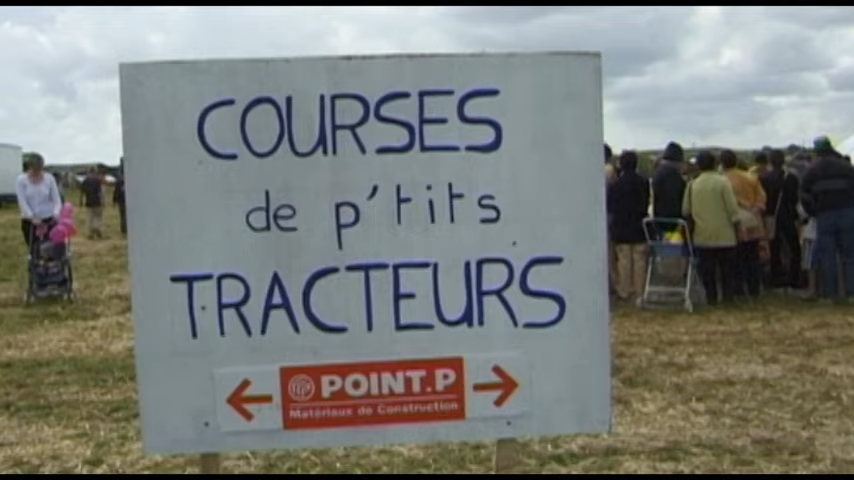 COURSES
de p'tits
TRACTEURS
POINT.P
Matériaux de Construction